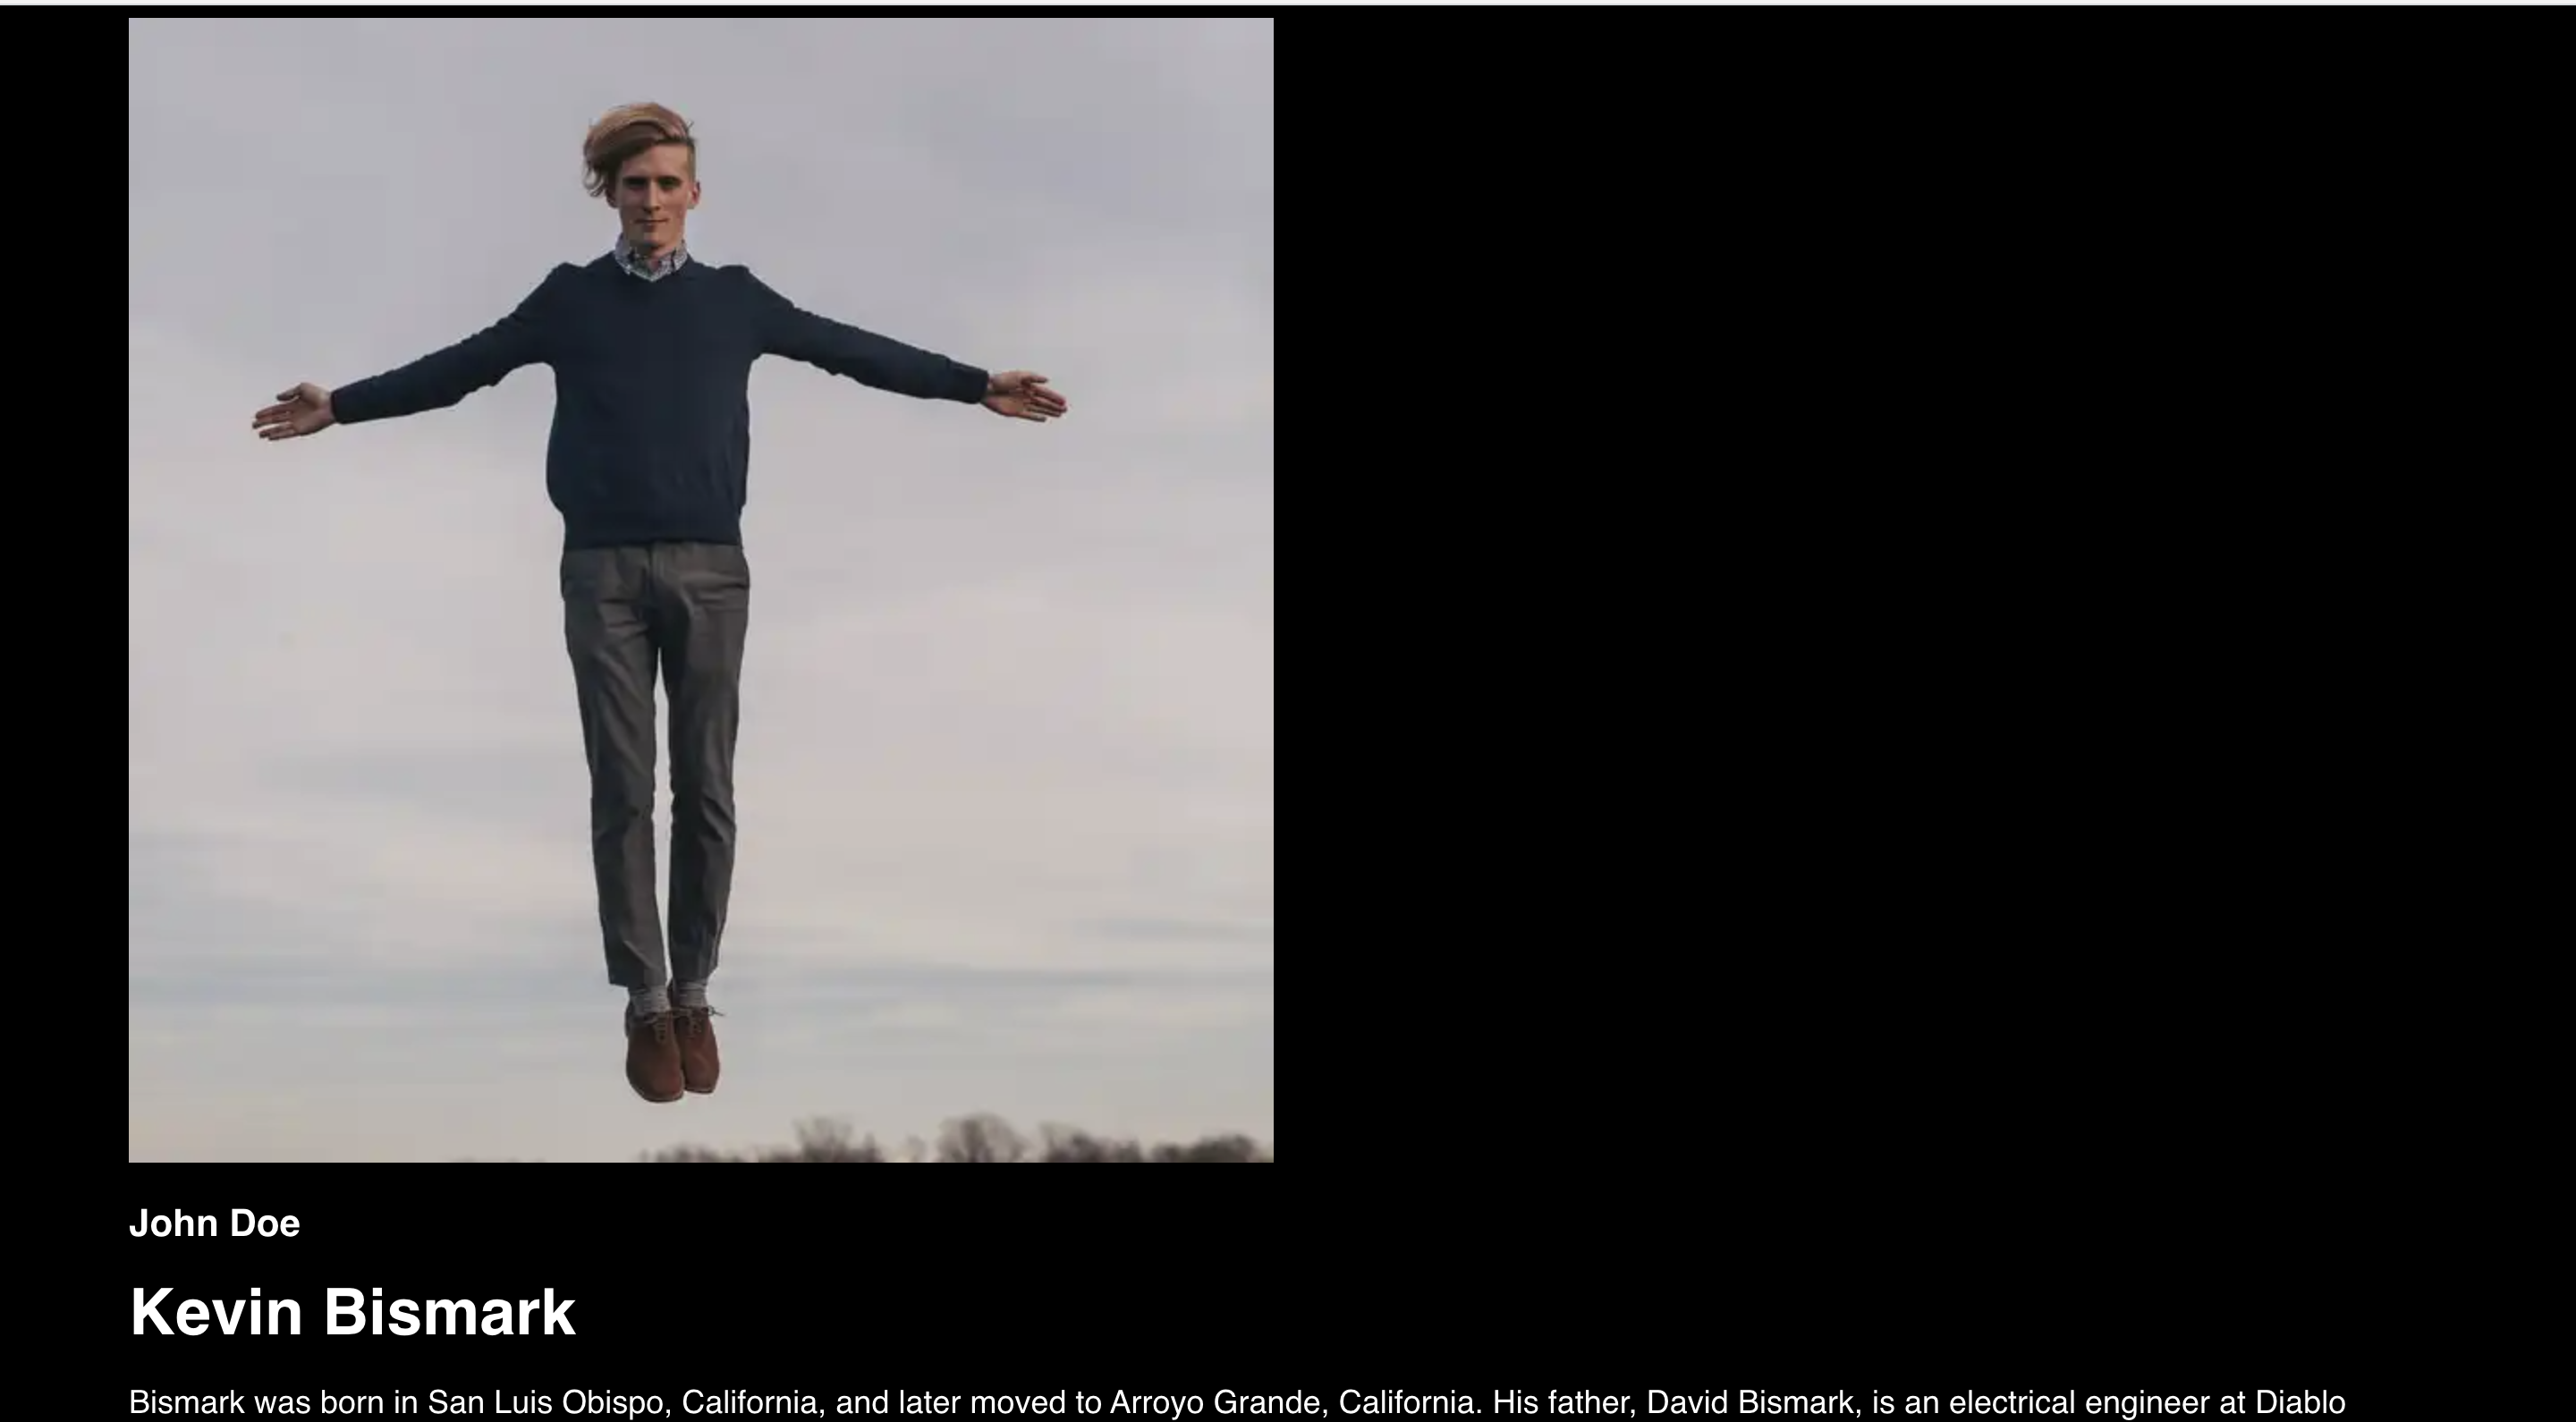 John Doe
Kevin Bismark
Bismark was born in San Luis Obispo, California, and later moved to Arroyo Grande, California. His father, David Bismark, is an electrical engineer at Diablo